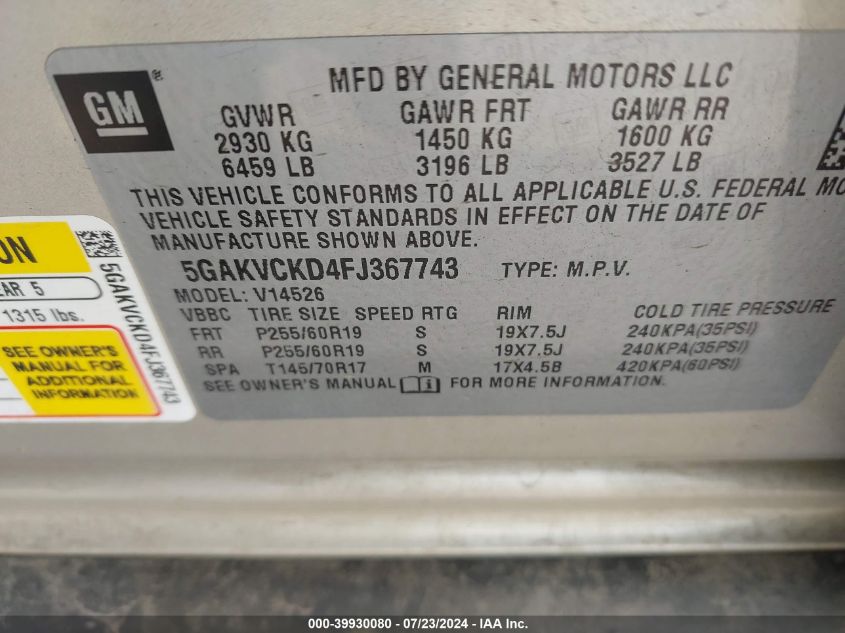 GM ®
MFD BY GENERAL MOTORS LLC
GVWR GAWR FRT GAWR RR
2930 KG 1450 KG 1600 KG
6459 LB 3196 LB 3527 LB
THIS VEHICLE CONFORMS TO ALL APPLICABLE U.S. FEDERAL MO
VEHICLE SAFETY STANDARDS IN EFFECT ON THE DATE OF
MANUFACTURE SHOWN ABOVE.
5GAKVCKD4FJ367743 TYPE: M.P.V.
MODEL: V14526
VBBC TIRE SIZE SPEED RTG RIM COLD TIRE PRESSURE
FRT P255/60R19 S 19X7.5J 240KPA(35PSI)
RR P255/60R19 S 19X7.5J 240KPA(35PSI)
SPA T145/70R17 M 17X4.5B 420KPA(60PSI)
SEE OWNER'S MANUAL FOR MORE INFORMATION.
ON
EAR 5
1315 lbs.
SEE OWNER'S
MANUAL FOR
ADDITIONAL
INFORMATION
5GAKVCKD4FJ367743
000-39930080 - 07/23/2024 - IAA Inc.